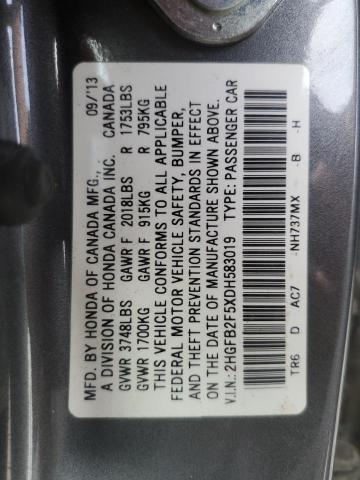 MFD. BY HONDA OF CANADA MFG., 09/13
A DIVISION OF HONDA CANADA INC. CANADA
GVWR 3748LBS GAWR F 2018LBS R 1753LBS
GVWR 1700KG GAWR F 915KG R 795KG
THIS VEHICLE CONFORMS TO ALL APPLICABLE
FEDERAL MOTOR VEHICLE SAFETY, BUMPER,
AND THEFT PREVENTION STANDARDS IN EFFECT
ON THE DATE OF MANUFACTURE SHOWN ABOVE.
V.I.N.: 2HGFB2F5XDH583019 TYPE: PASSENGER CAR
TR6 D AC7 -NH737MX -B -H